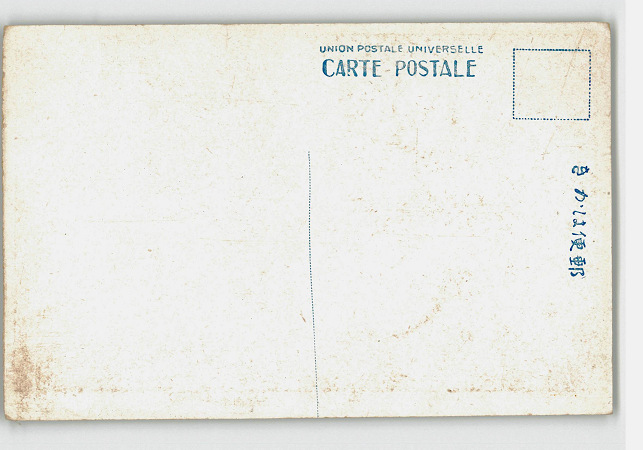 UNION POSTALE UNIVERSELLE
CARTE POSTALE
きかは便郵